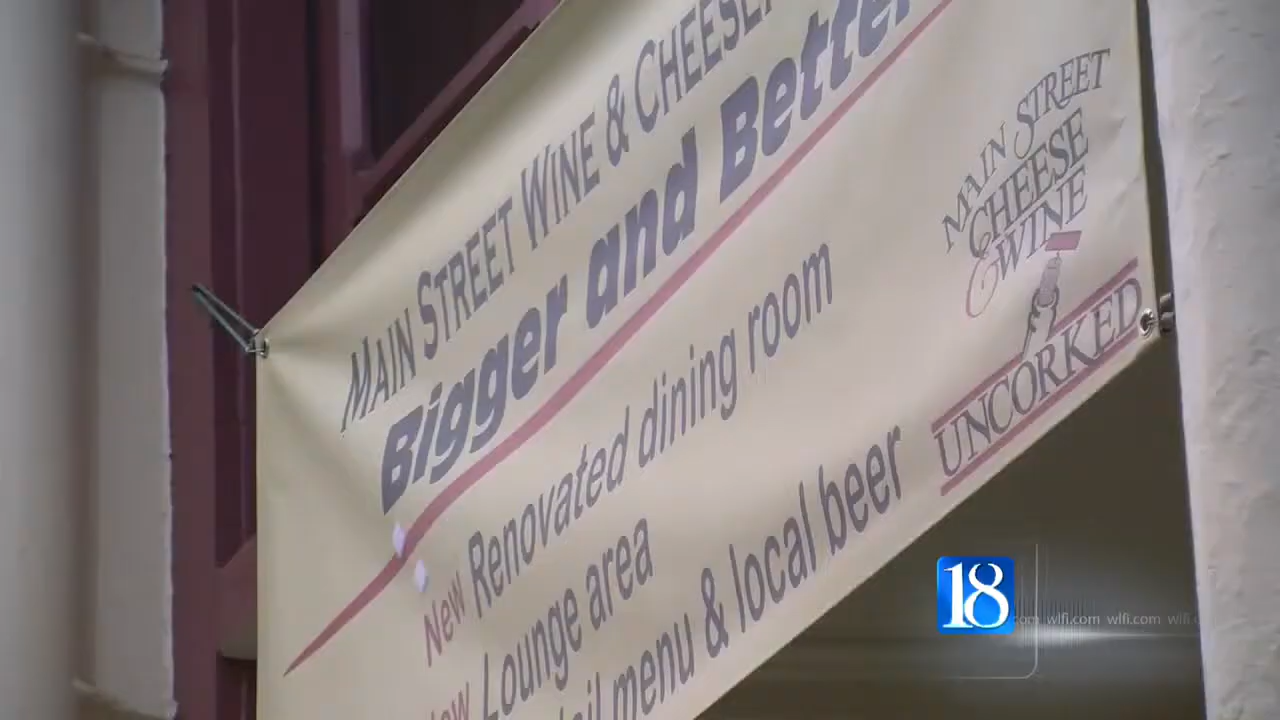 MAIN STREET WINE & CHEESE
Bigger and Better
New Renovated dining room
Lounge area
menu & local beer
MAIN STREET
CHEESE
& WINE
UNCORKED
18
wlfi.com wlfi.com